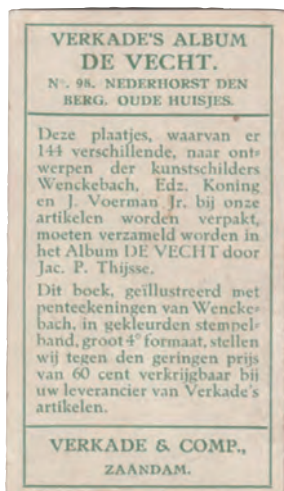 VERKADE'S ALBUM
DE VECHT.
No. 98. NEDERHORST DEN
BERG. OUDE HUISJES.
Deze plaatjes, waarvan er
144 verschillende, naar ont=
werpen der kunstschilders
Wenckebach, Edz. Koning
en J. Voerman Jr. bij onze
artikelen worden verpakt,
moeten verzameld worden in
het Album DE VECHT door
Jac. P. Thijsse.
Dit boek, geïllustreerd met
penteekeningen van Wencke=
bach, in gekleurden stempel=
band, groot 4° formaat, stellen
wij tegen den geringen prijs
van 60 cent verkrijgbaar bij
uw leverancier van Verkade's
artikelen.
VERKADE & COMP.,
ZAANDAM.